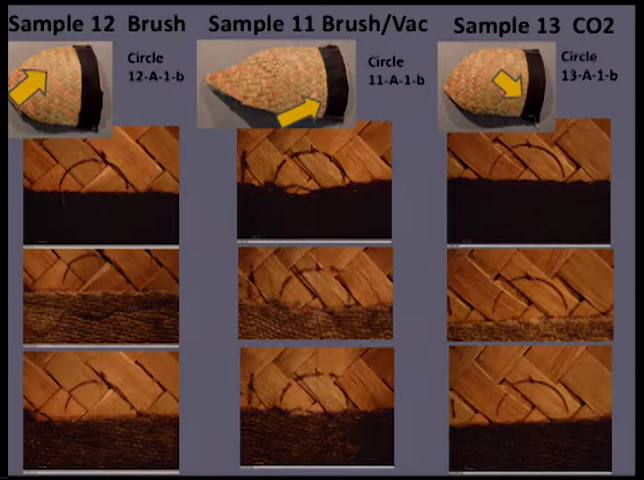 Sample 12 Brush
Circle
12-A-1-b
Sample 11 Brush/Vac
Circle
11-A-1-b
Sample 13 CO2
Circle
13-A-1-b